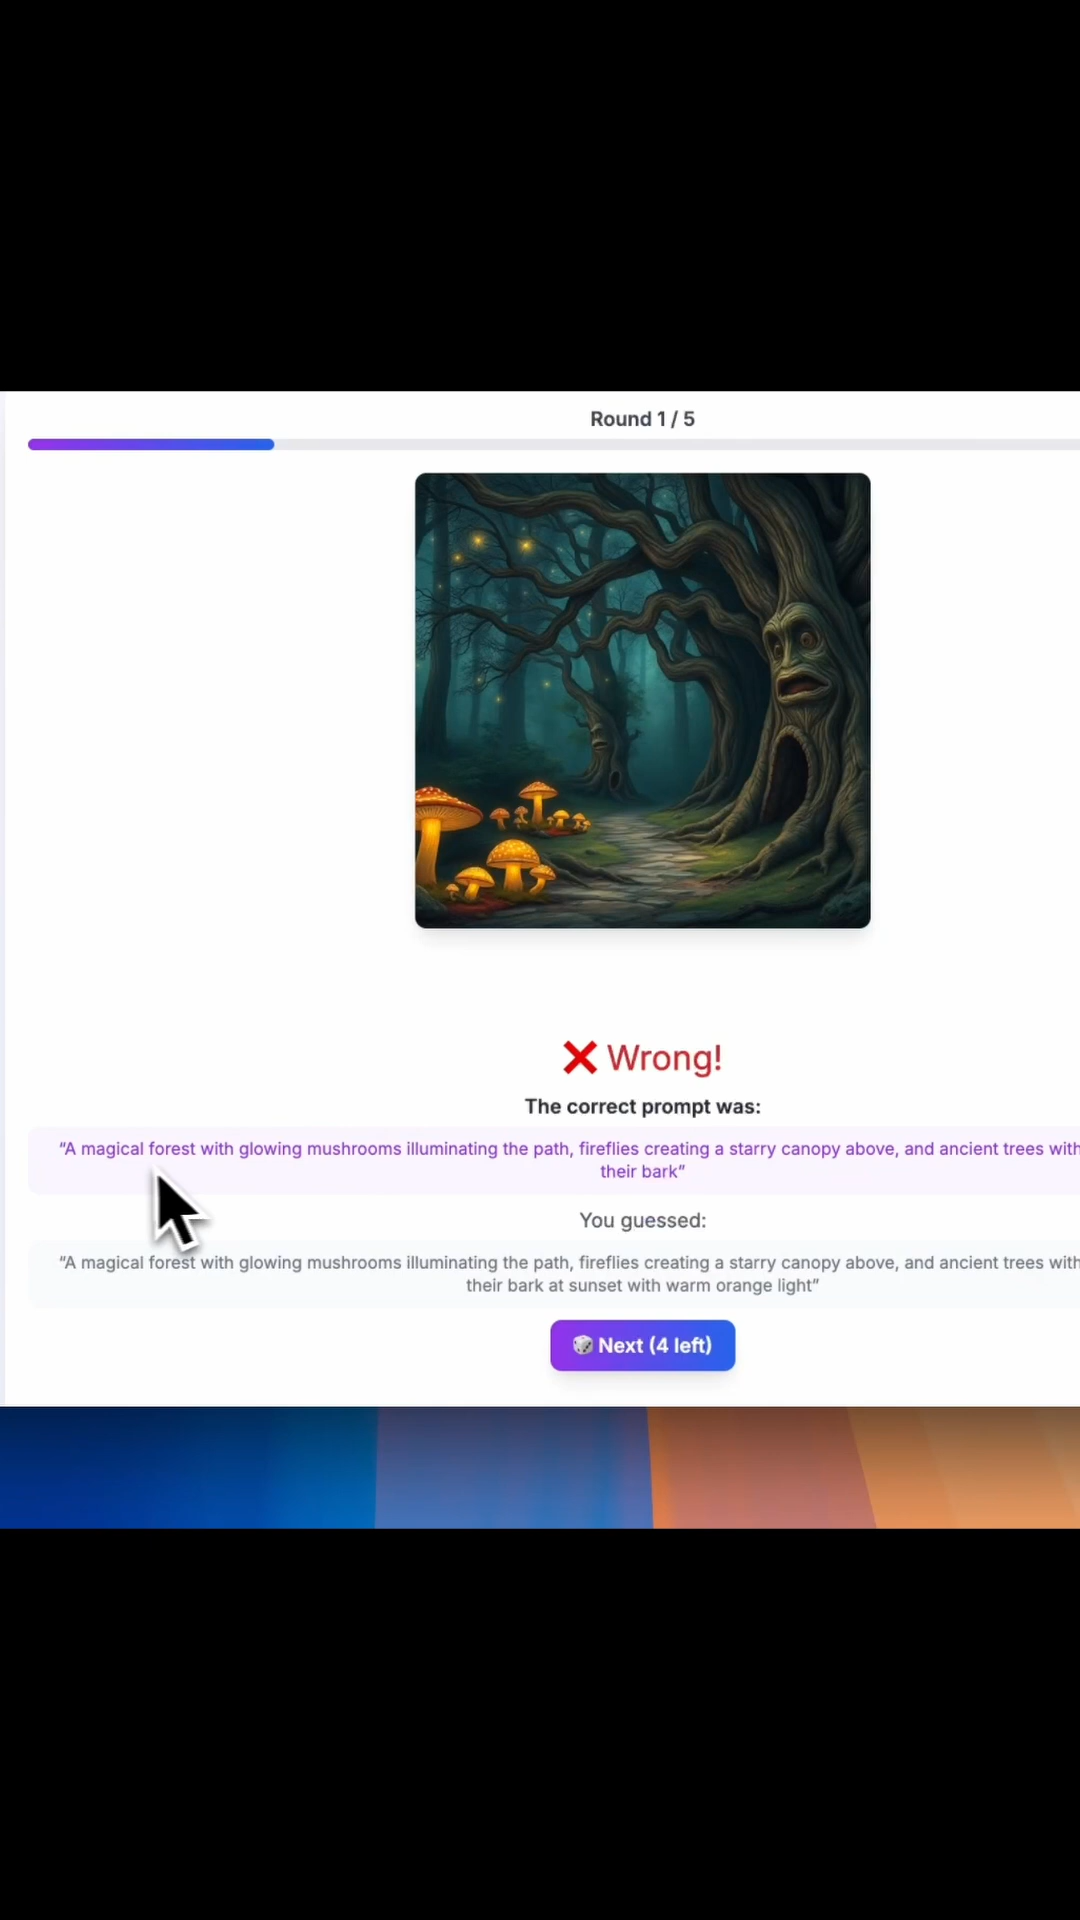 Round 1 / 5
Wrong!
The correct prompt was:
“A magical forest with glowing mushrooms illuminating the path, fireflies creating a starry canopy above, and ancient trees with
their bark”
You guessed:
“A magical forest with glowing mushrooms illuminating the path, fireflies creating a starry canopy above, and ancient trees with
their bark at sunset with warm orange light”
Next (4 left)